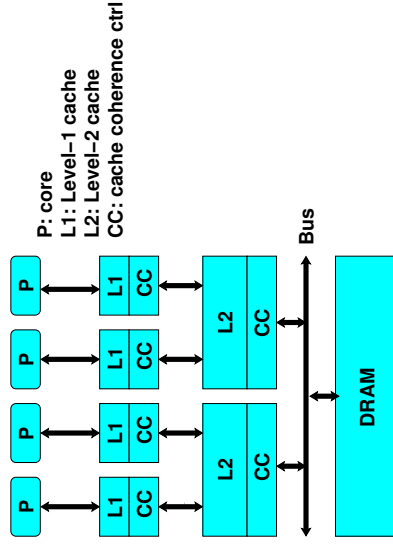 P: core
L1: Level−1 cache
L2: Level−2 cache
CC: cache coherence ctrl
P
P
P
P
L1
L1
L1
L1
CC
CC
CC
CC
L2
L2
CC
CC
Bus
DRAM